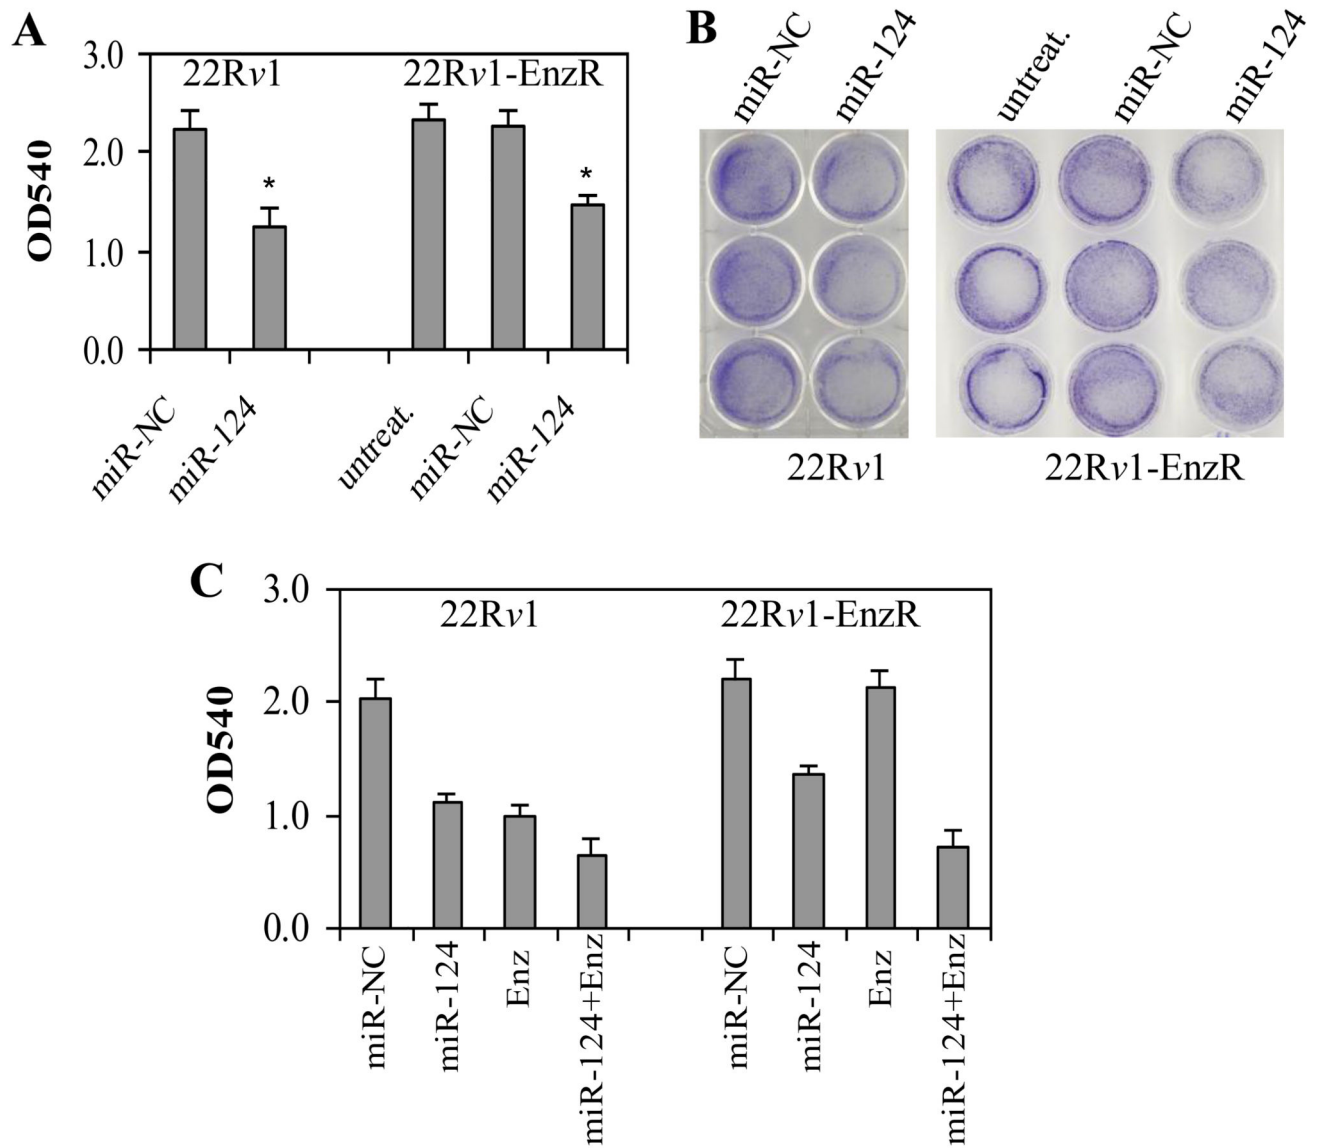 A
3.0
2.0
1.0
0.0
OD540
22Rv1
22Rv1-EnzR
*
*
miR-NC
miR-124
untreat.
miR-NC
miR-124
B
miR-NC
miR-124
untreat.
miR-NC
miR-124
22Rv1
22Rv1-EnzR
C
3.0
2.0
1.0
0.0
OD540
22Rv1
22Rv1-EnzR
miR-NC
miR-124
Enz
miR-124+Enz
miR-NC
miR-124
Enz
miR-124+Enz